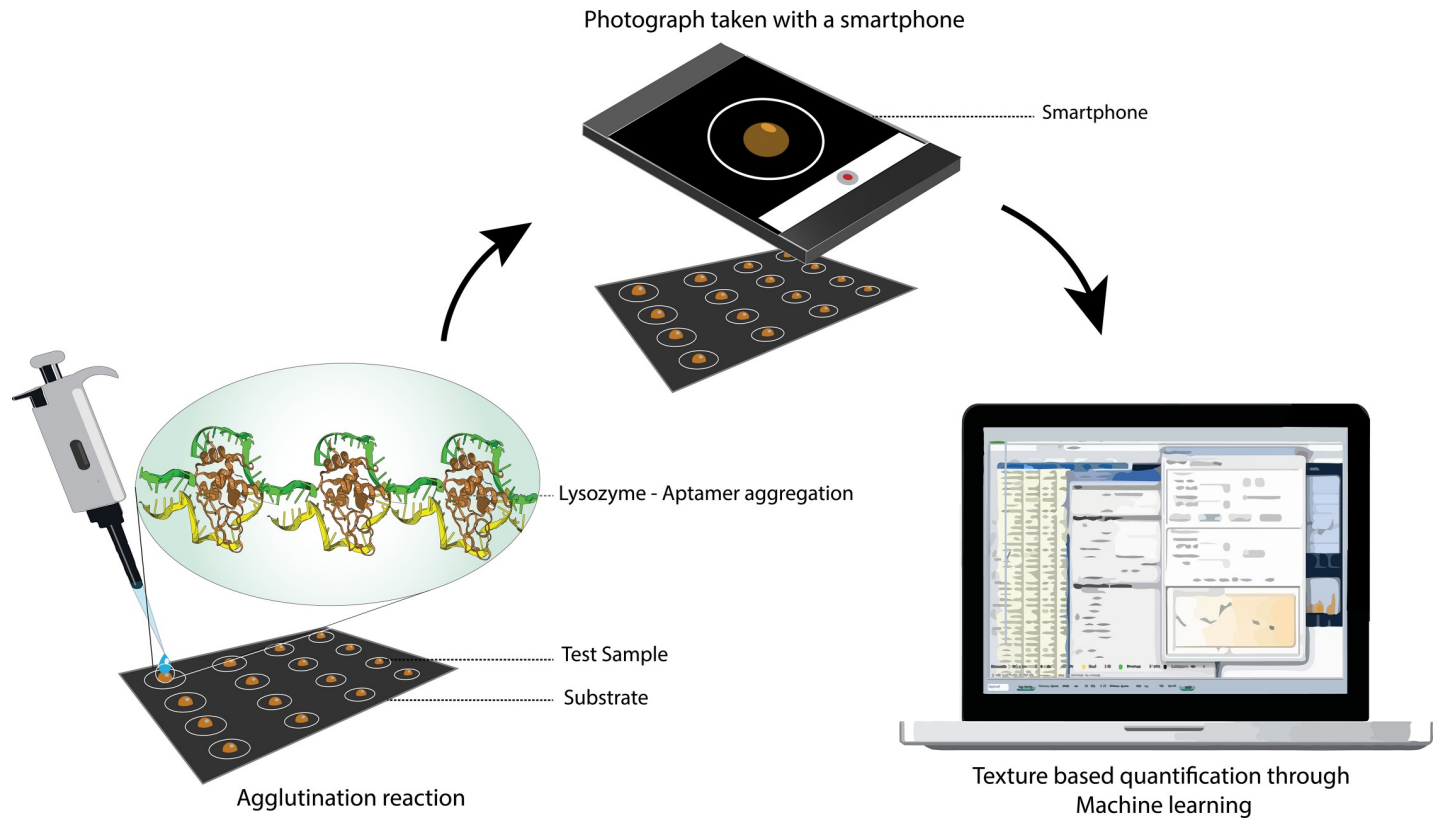 Photograph taken with a smartphone
Smartphone
Lysozyme - Aptamer aggregation
Test Sample
Substrate
Agglutination reaction
Texture based quantification through
Machine learning